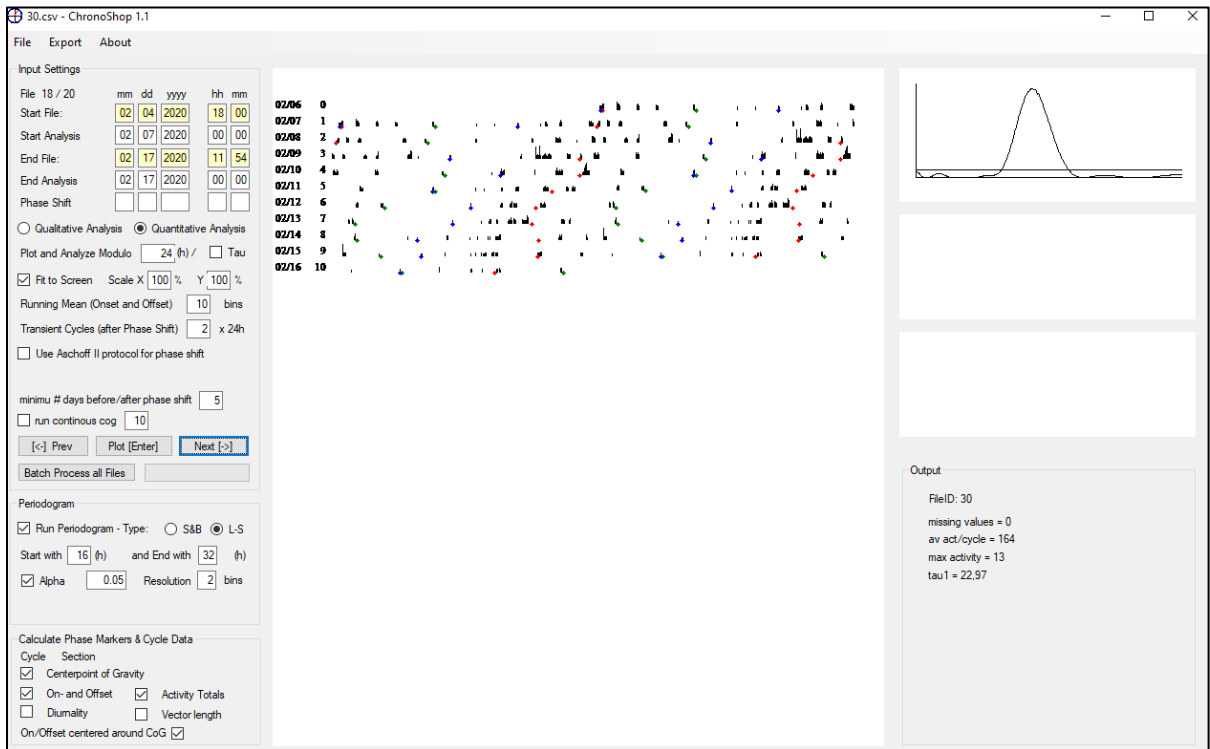 30.csv - ChronoShop 1.1
File Export About
Input Settings
File 18 / 20 mm dd yyyy hh mm
Start File: 02 04 2020 18 00
Start Analysis 02 07 2020 00 00
End File: 02 17 2020 11 54
End Analysis 02 17 2020 00 00
Phase Shift
Qualitative Analysis Quantitative Analysis
Plot and Analyze Modulo 24 (h) / Tau
Fit to Screen Scale X 100 % Y 100 %
Running Mean (Onset and Offset) 10 bins
Transient Cycles (after Phase Shift) 2 x 24h
Use Aschoff II protocol for phase shift
minimu # days before/after phase shift 5
run continous cog 10
[<-] Prev Plot [Enter] Next [->]
Batch Process all Files
Periodogram
Run Periodogram - Type: S&B L-S
Start with 16 (h) and End with 32 (h)
Alpha 0.05 Resolution 2 bins
Calculate Phase Markers & Cycle Data
Cycle Section
Centerpoint of Gravity
On- and Offset Activity Totals
Diurnality Vector length
On/Offset centered around CoG
02/06 0
02/07 1
02/08 2
02/09 3
02/10 4
02/11 5
02/12 6
02/13 7
02/14 8
02/15 9
02/16 10
Output
FileID: 30
missing values = 0
av act/cycle = 164
max activity = 13
tau1 = 22,97